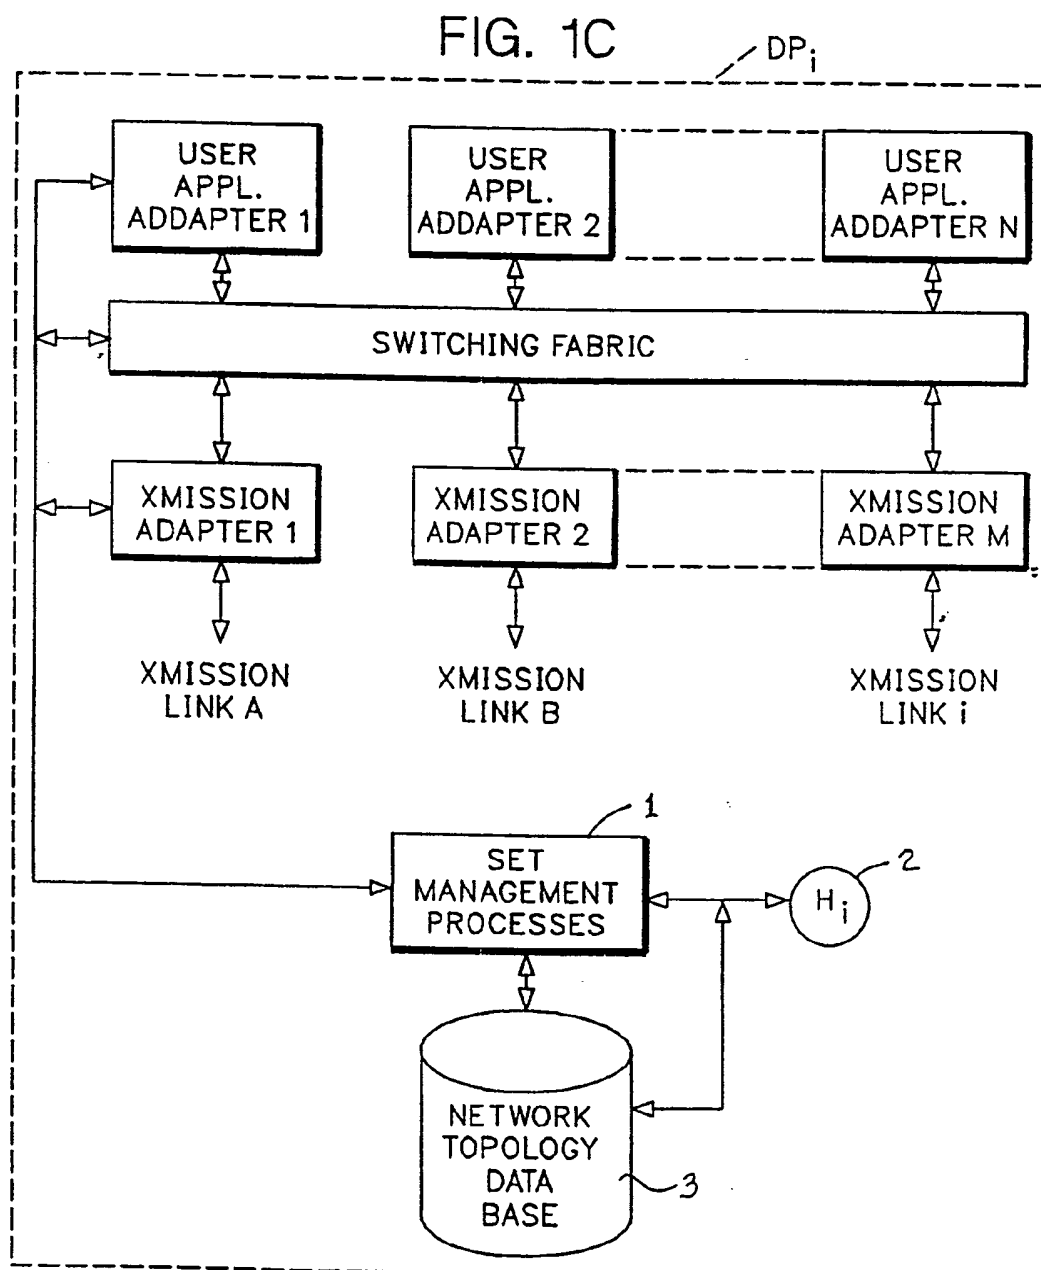 FIG. 1C
DPi
USER
APPL.
ADDAPTER 1
USER
APPL.
ADDAPTER 2
USER
APPL.
ADDAPTER N
SWITCHING FABRIC
XMISSION
ADAPTER 1
XMISSION
ADAPTER 2
XMISSION
ADAPTER M
XMISSION
LINK A
XMISSION
LINK B
XMISSION
LINK i
1
SET
MANAGEMENT
PROCESSES
2
Hi
NETWORK
TOPOLOGY
DATA
BASE
3